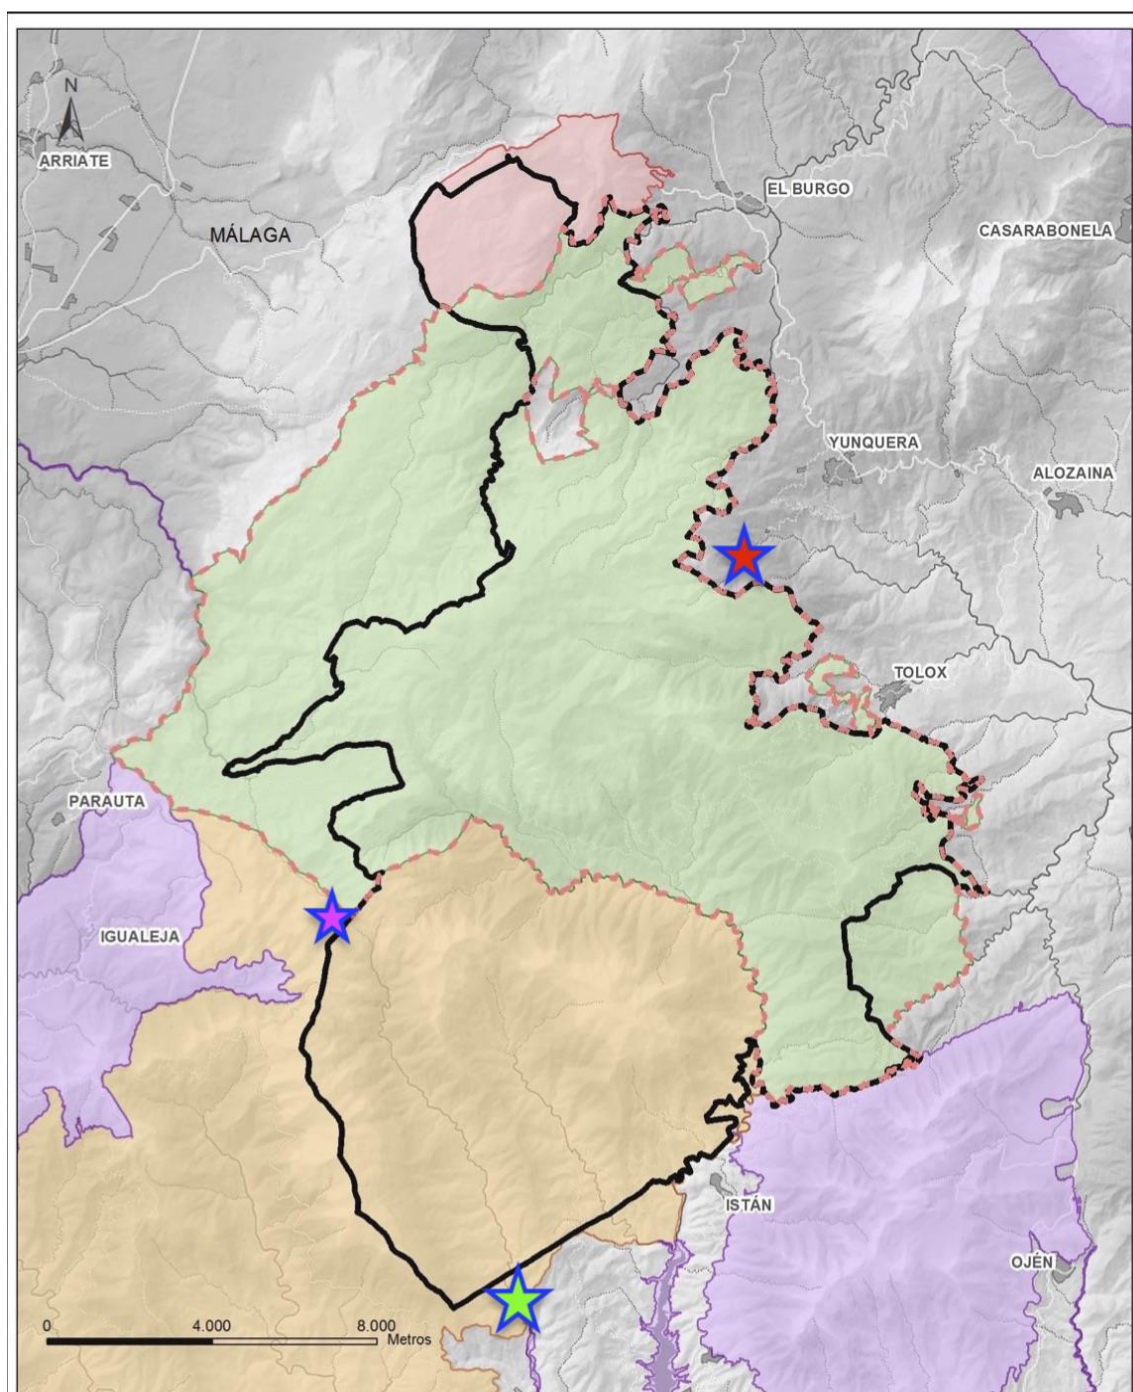 N
ARRIATE
EL BURGO
MÁLAGA
CASARABONELA
YUNQUERA
ALOZAINA
TOLOX
PARAUTA
IGUALEJA
ISTÁN
OJÉN
0 4.000 8.000
Metros